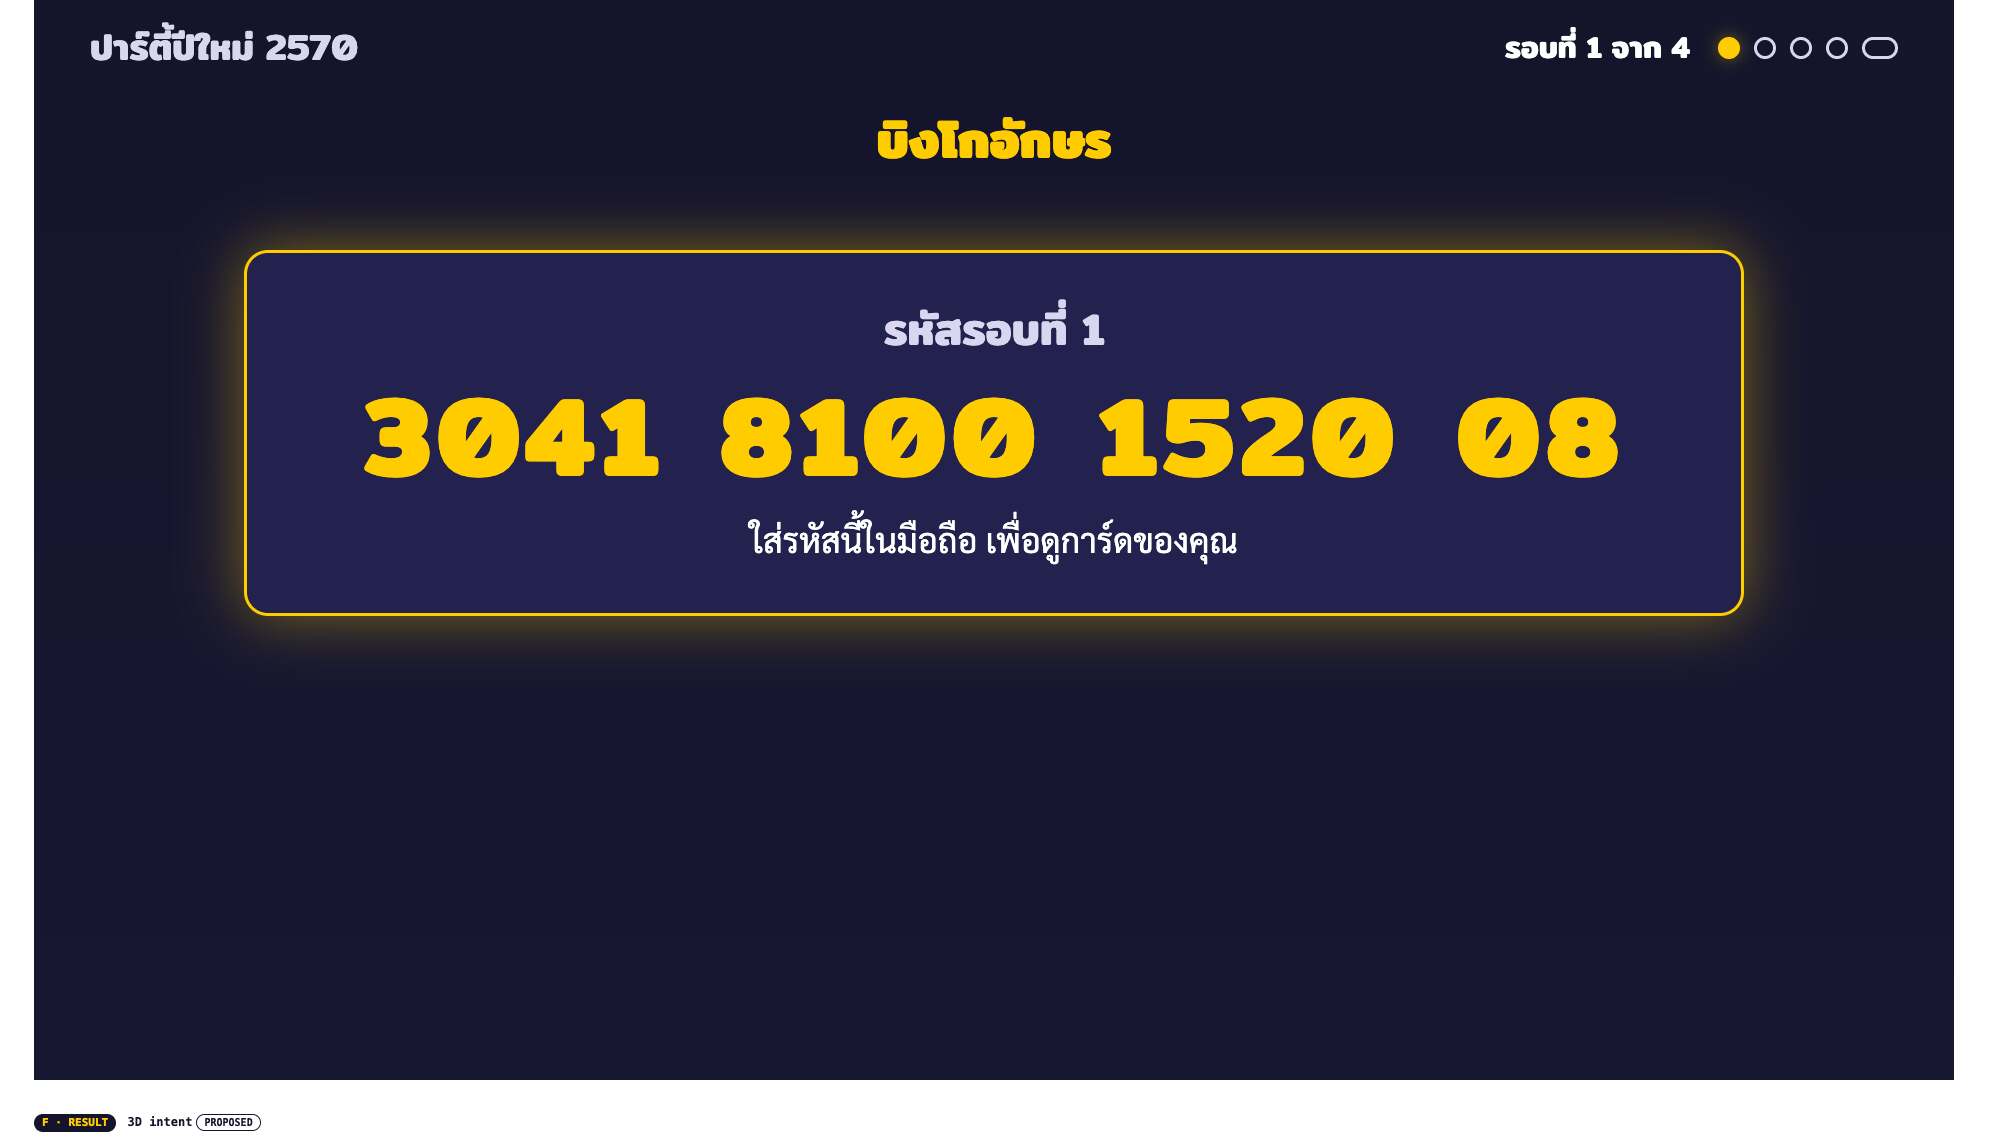 ปาร์ตี้ปีใหม่ 2570
รอบที่ 1 จาก 4
บิงโกอักษร
รหัสรอบที่ 1
3041 8100 1520 08
ใส่รหัสนี้ในมือถือ เพื่อดูการ์ดของคุณ
F · RESULT 3D intent PROPOSED